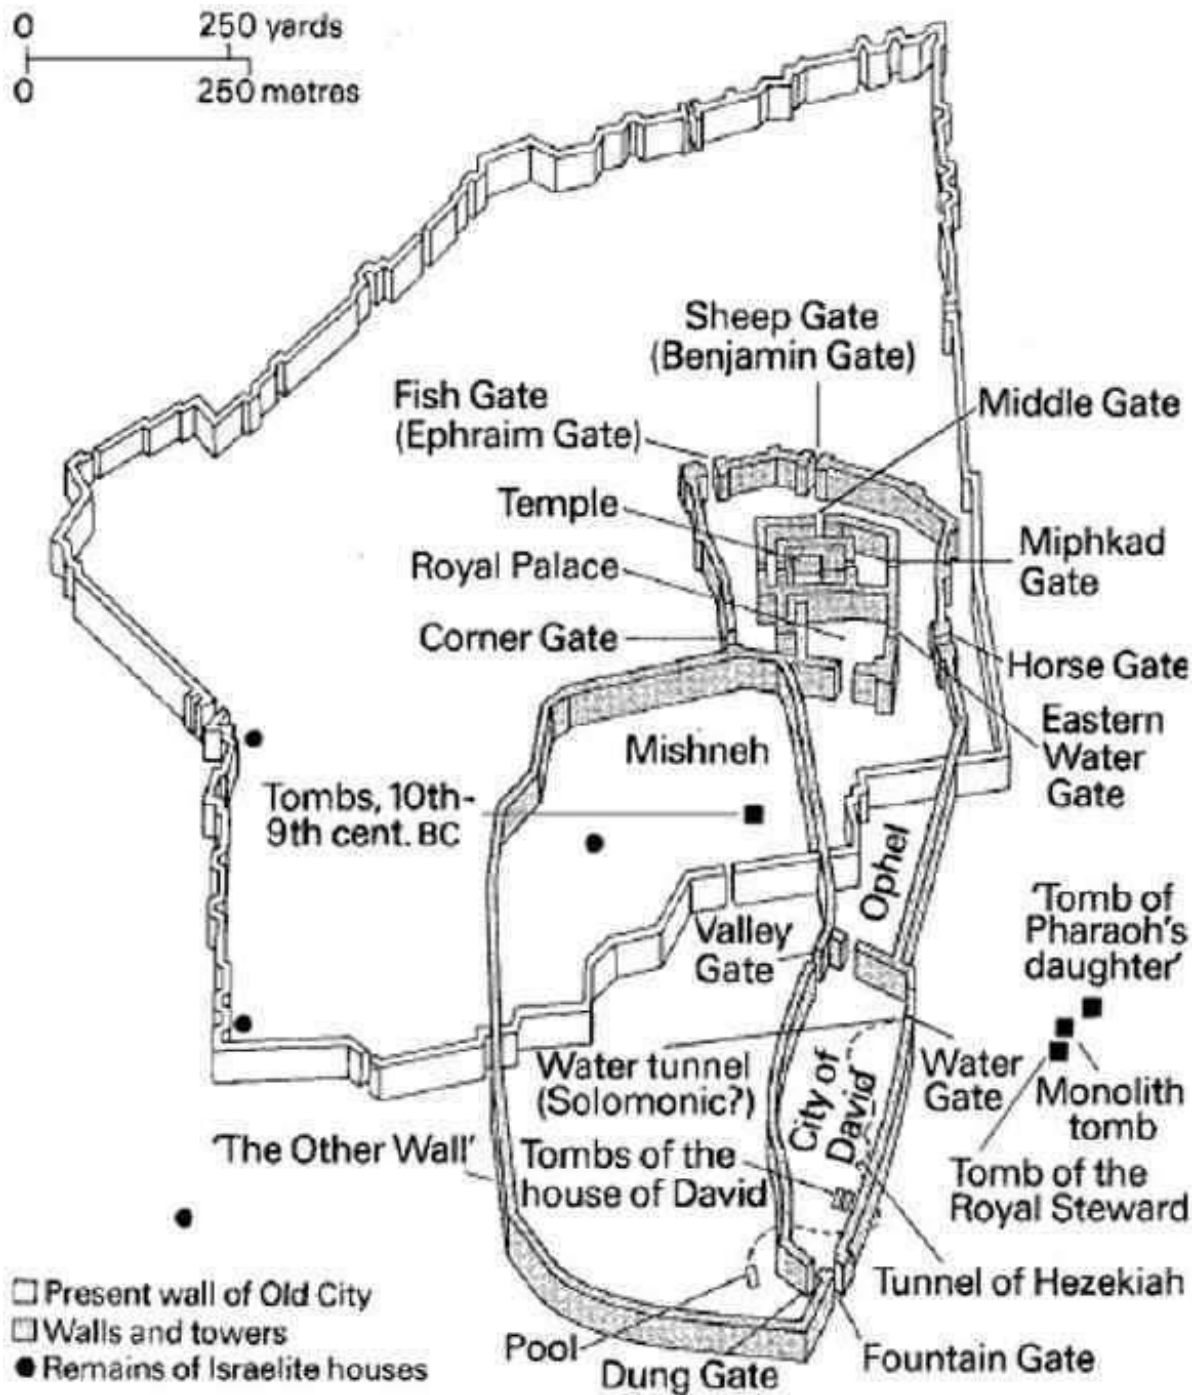 0 250 yards
0 250 metres
Sheep Gate
(Benjamin Gate)
Fish Gate
(Ephraim Gate)
Middle Gate
Temple
Miphkad
Gate
Royal Palace
Corner Gate
Horse Gate
Mishneh
Eastern
Water
Gate
Tombs, 10th-
9th cent. BC
Ophel
'Tomb of
Pharaoh's
daughter'
Valley
Gate
Water tunnel
(Solomonic?)
City of
David
Water
Gate
Monolith
tomb
'The Other Wall'
Tombs of the
house of David
Tomb of the
Royal Steward
Tunnel of Hezekiah
Present wall of Old City
Walls and towers
Remains of Israelite houses
Pool
Dung Gate
Fountain Gate